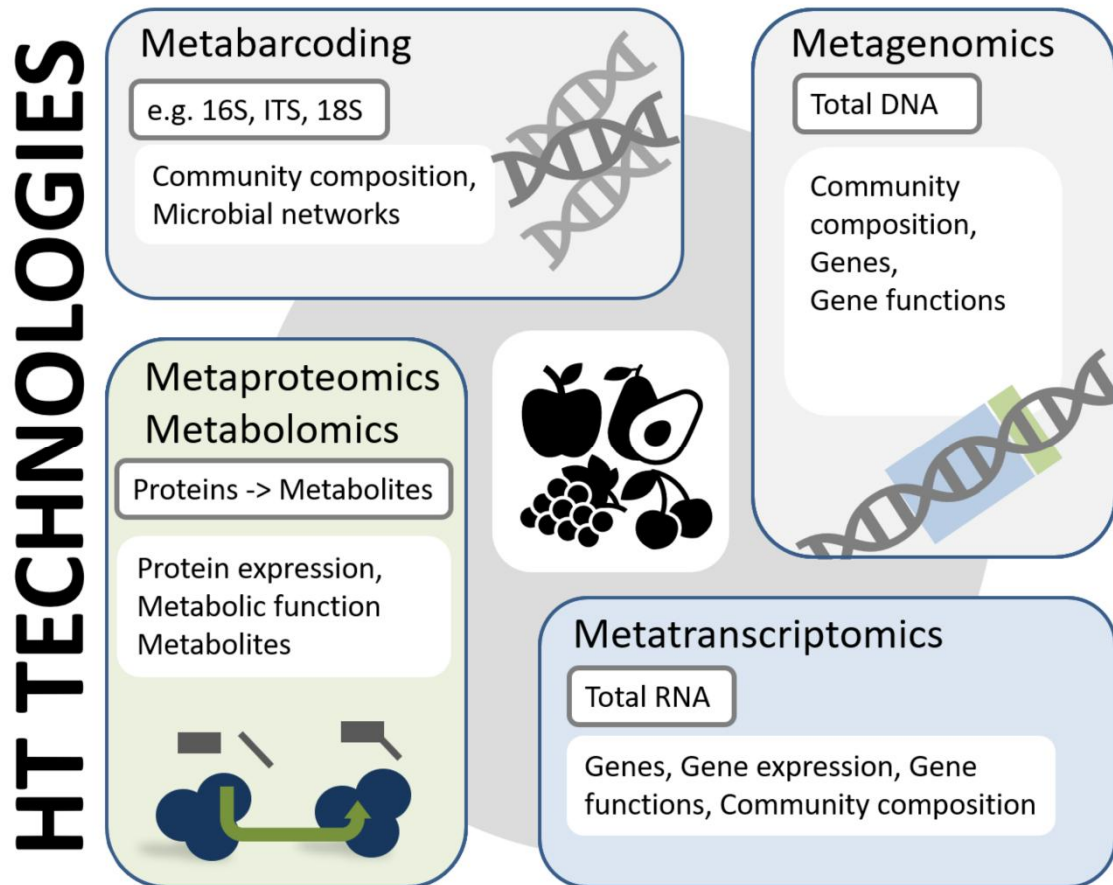 HT TECHNOLOGIES
Metabarcoding
e.g. 16S, ITS, 18S
Community composition,
Microbial networks
Metagenomics
Total DNA
Community
composition,
Genes,
Gene functions
Metaproteomics
Metabolomics
Proteins -> Metabolites
Protein expression,
Metabolic function
Metabolites
Metatranscriptomics
Total RNA
Genes, Gene expression, Gene
functions, Community composition